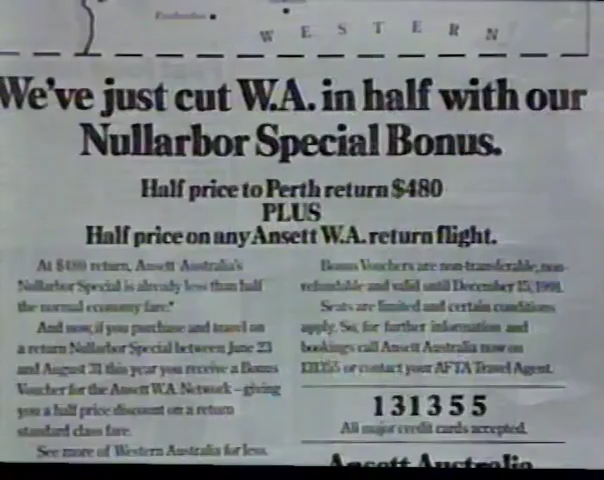 WESTERN
We've just cut W.A. in half with our
Nullarbor Special Bonus.
Half price to Perth return $480
PLUS
Half price on any Ansett W.A. return flight.
At $480 return, Ansett Australia's
Nullarbor Special is already less than half
the normal economy fare.*
And now, if you purchase and travel on
a return Nullarbor Special between June 23
and August 31 this year you receive a Bonus
Voucher for the Ansett W.A. Network – giving
you a half price discount on a return
standard class fare.
See more of Western Australia for less.
Bonus Vouchers are non-transferable, non-
refundable and valid until December 15,
Seats are limited and certain conditions
apply. So, for further information and
bookings call Ansett Australia now on
131355 or contact your AFTA Travel Agent.
131355
All major credit cards accepted.
Ansett Australia